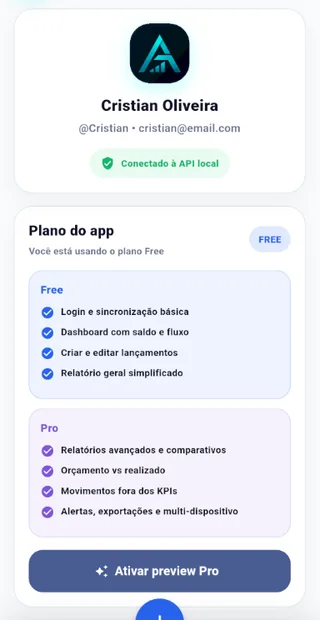 Cristian Oliveira
@Cristian • cristian@email.com
Conectado à API local
Plano do app
Você está usando o plano Free
FREE
Free
Login e sincronização básica
Dashboard com saldo e fluxo
Criar e editar lançamentos
Relatório geral simplificado
Pro
Relatórios avançados e comparativos
Orçamento vs realizado
Movimentos fora dos KPIs
Alertas, exportações e multi-dispositivo
Ativar preview Pro